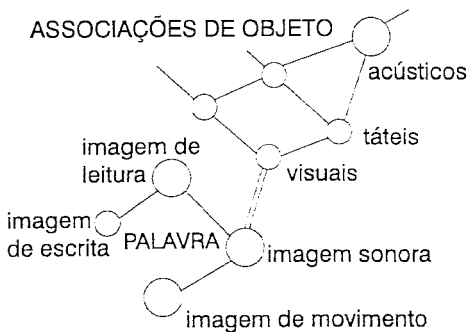 ASSOCIAÇÕES DE OBJETO
acústicos
táteis
visuais
imagem de
leitura
imagem
de escrita
PALAVRA
imagem sonora
imagem de movimento